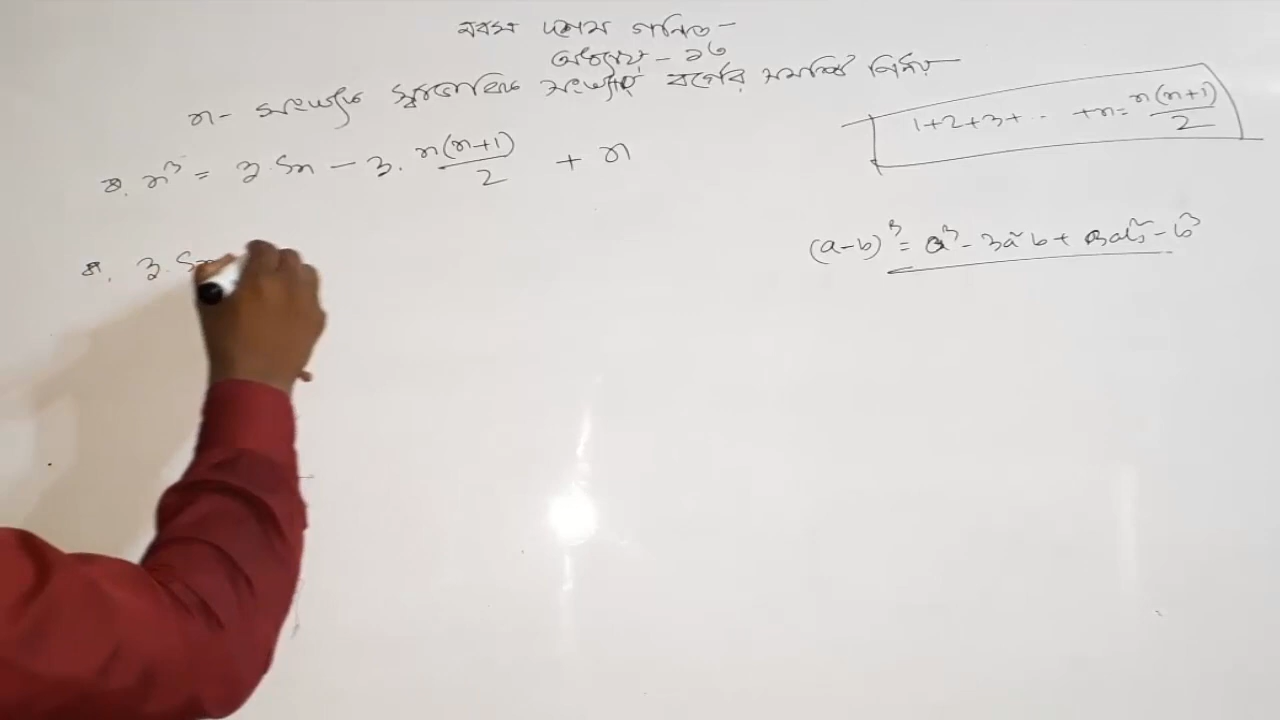 নবম দশম গণিত-
অধ্যায় - ১৩
n- সংখ্যক স্বাভাবিক সংখ্যার বর্গের সমষ্টি নির্ণয়
1+2+3+ .. +n = n(n+1)/2
বা, n³ = 3.Sn - 3. n(n+1)/2 + n
(a-b)³ = a³ - 3a²b + 3ab² - b³
বা, 3.Sn